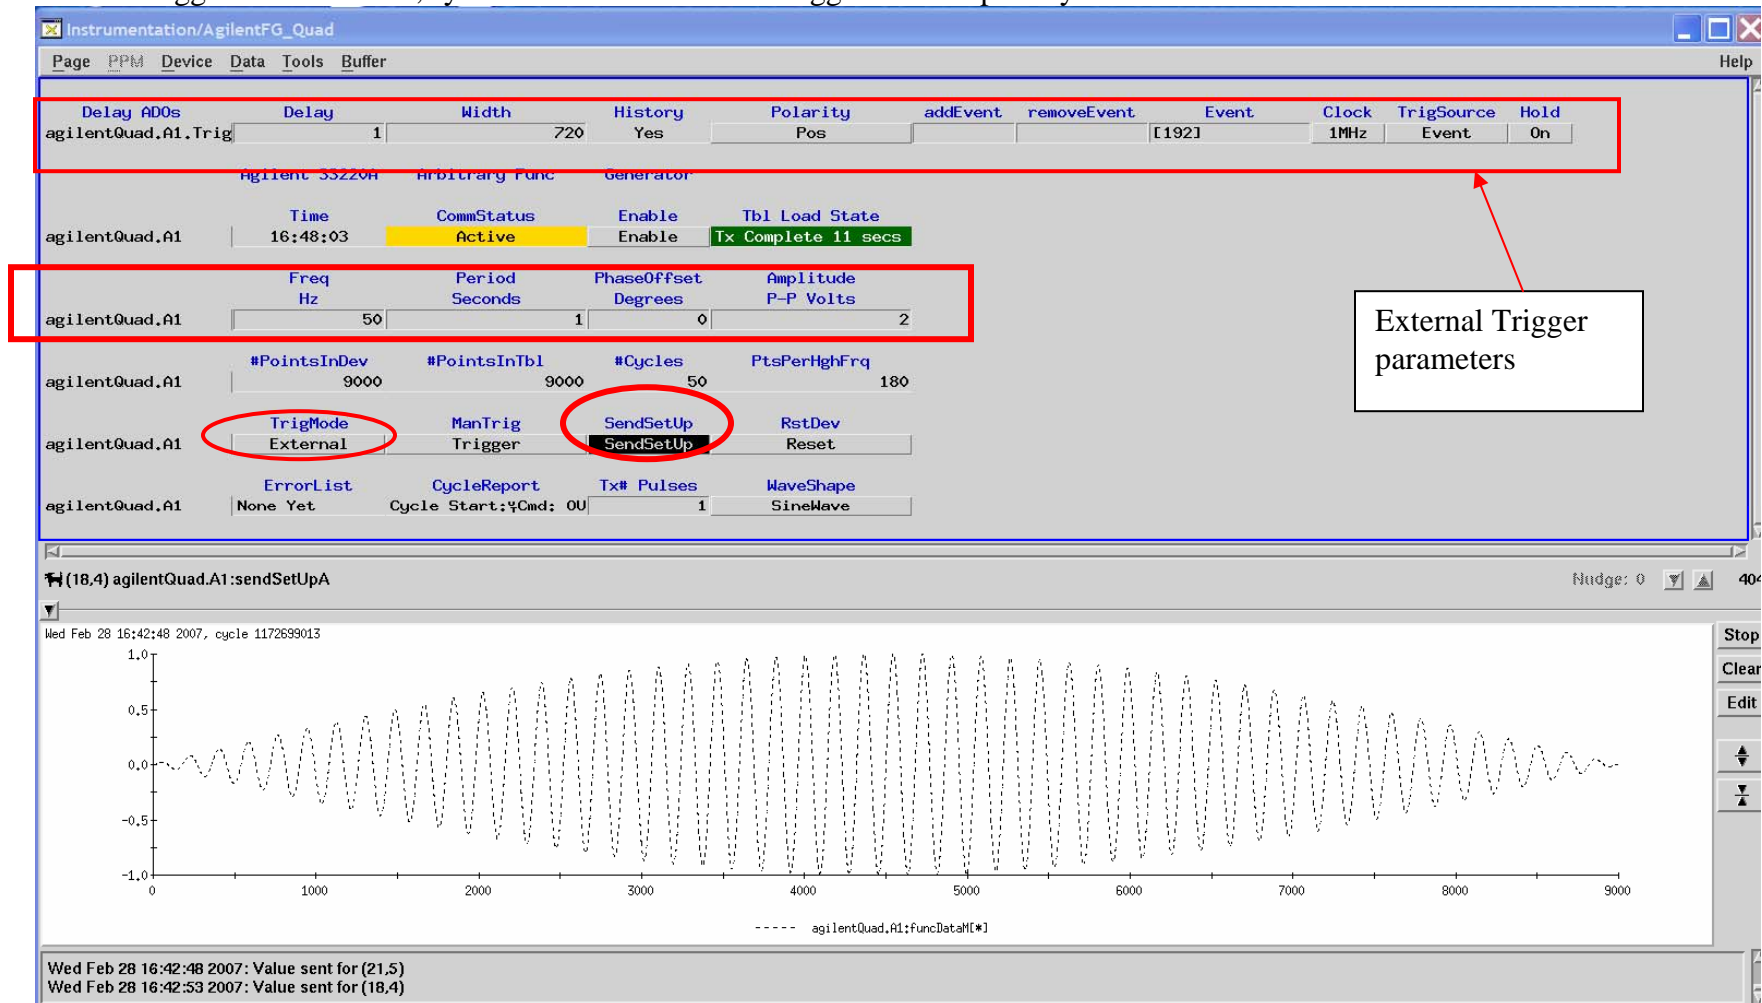 Instrumentation/AgilentFG_Quad
Page PPM Device Data Tools Buffer Help
Delay ADOs Delay Width History Polarity addEvent removeEvent Event Clock TrigSource Hold
agilentQuad.A1.Trig 1 720 Yes Pos [192] 1MHz Event On
Agilent 33220A Arbitrary Func Generator
Time CommStatus Enable Tbl Load State
agilentQuad.A1 16:48:03 Active Enable Tx Complete 11 secs
Freq Period PhaseOffset Amplitude
Hz Seconds Degrees P-P Volts
agilentQuad.A1 50 1 0 2
External Trigger
parameters
#PointsInDev #PointsInTbl #Cycles PtsPerHghFrq
agilentQuad.A1 9000 9000 50 180
TrigMode ManTrig SendSetUp RstDev
agilentQuad.A1 External Trigger SendSetUp Reset
ErrorList CycleReport Tx# Pulses WaveShape
agilentQuad.A1 None Yet Cycle Start:%Cmd: OU 1 SineWave
(18,4) agilentQuad.A1:sendSetUpA Nudge: 0 404
Wed Feb 28 16:42:48 2007, cycle 1172699013
Stop
Clear
Edit
1.0
0.5
0.0
-0.5
-1.0
0 1000 2000 3000 4000 5000 6000 7000 8000 9000
----- agilentQuad.A1:funcDataM[*]
Wed Feb 28 16:42:48 2007: Value sent for (21,5)
Wed Feb 28 16:42:53 2007: Value sent for (18,4)